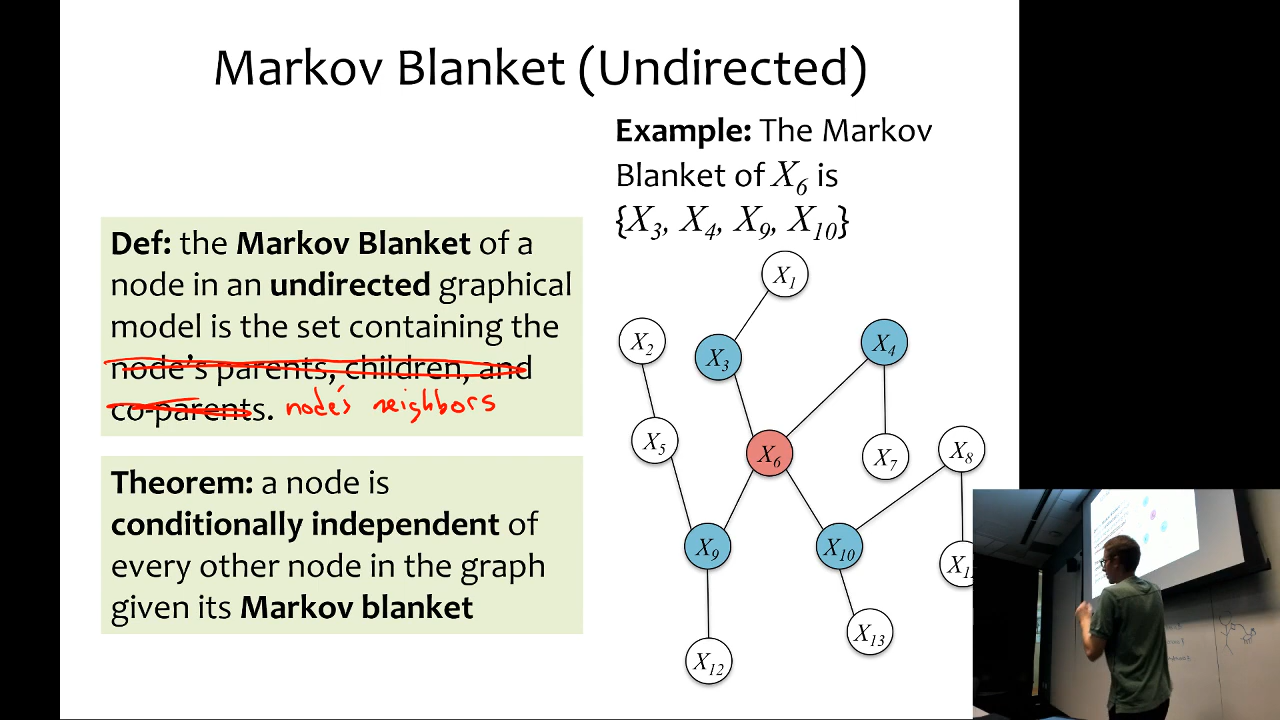 Markov Blanket (Undirected)
Example: The Markov
Blanket of X6 is
{X3, X4, X9, X10}
Def: the Markov Blanket of a
node in an undirected graphical
model is the set containing the
node's parents, children, and
co-parents. node's neighbors
Theorem: a node is
conditionally independent of
every other node in the graph
given its Markov blanket
X1
X2
X3
X4
X5
X6
X7
X8
X9
X10
X12
X13